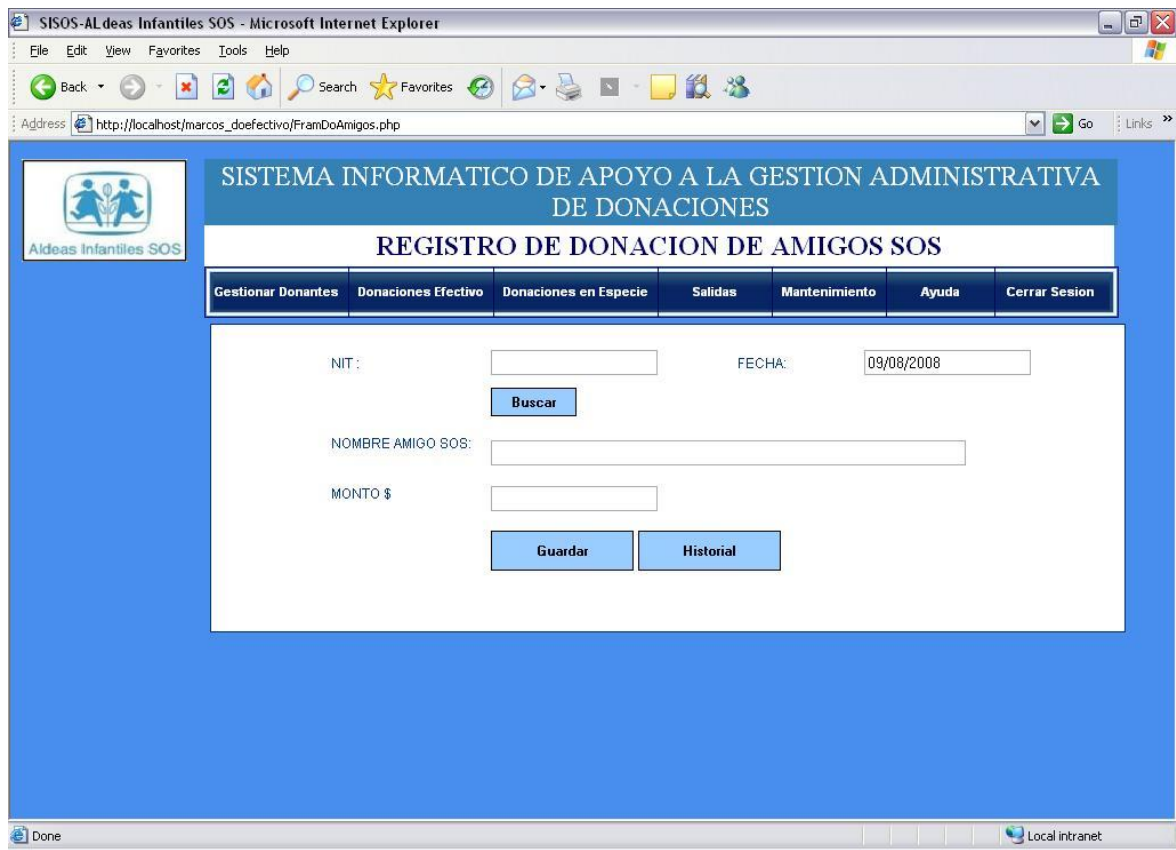 SISOS-ALdeas Infantiles SOS - Microsoft Internet Explorer
File Edit View Favorites Tools Help
Back Search Favorites
Address http://localhost/marcos_doefectivo/FramDoAmigos.php Go Links »
Aldeas Infantiles SOS
SISTEMA INFORMATICO DE APOYO A LA GESTION ADMINISTRATIVA
DE DONACIONES
REGISTRO DE DONACION DE AMIGOS SOS
Gestionar Donantes Donaciones Efectivo Donaciones en Especie Salidas Mantenimiento Ayuda Cerrar Sesion
NIT : FECHA: 09/08/2008
Buscar
NOMBRE AMIGO SOS:
MONTO $
Guardar Historial
Done Local intranet